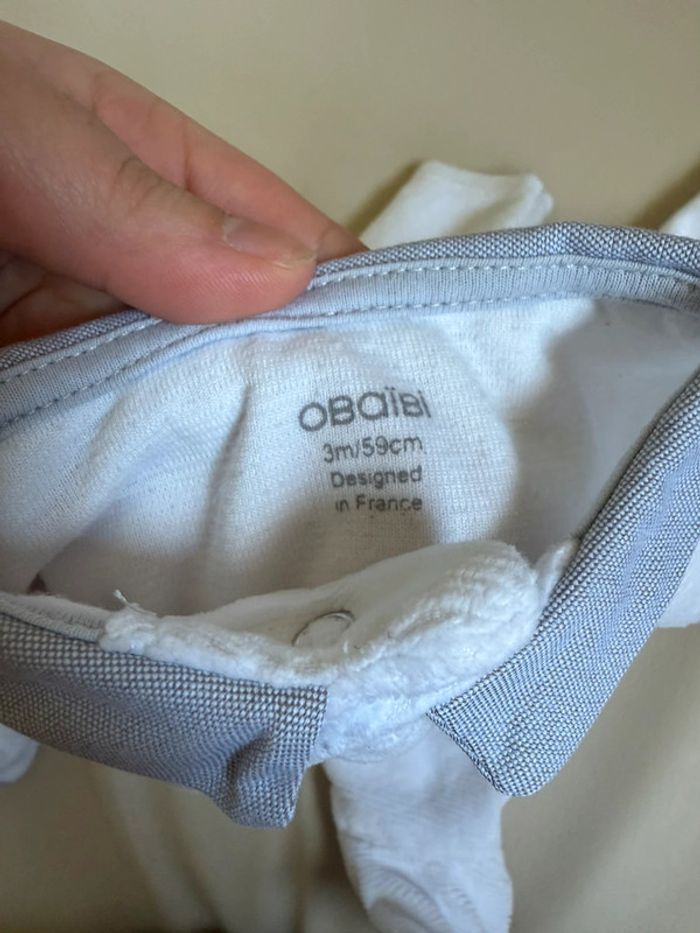 OBaïBi
3m/59cm
Designed
in France